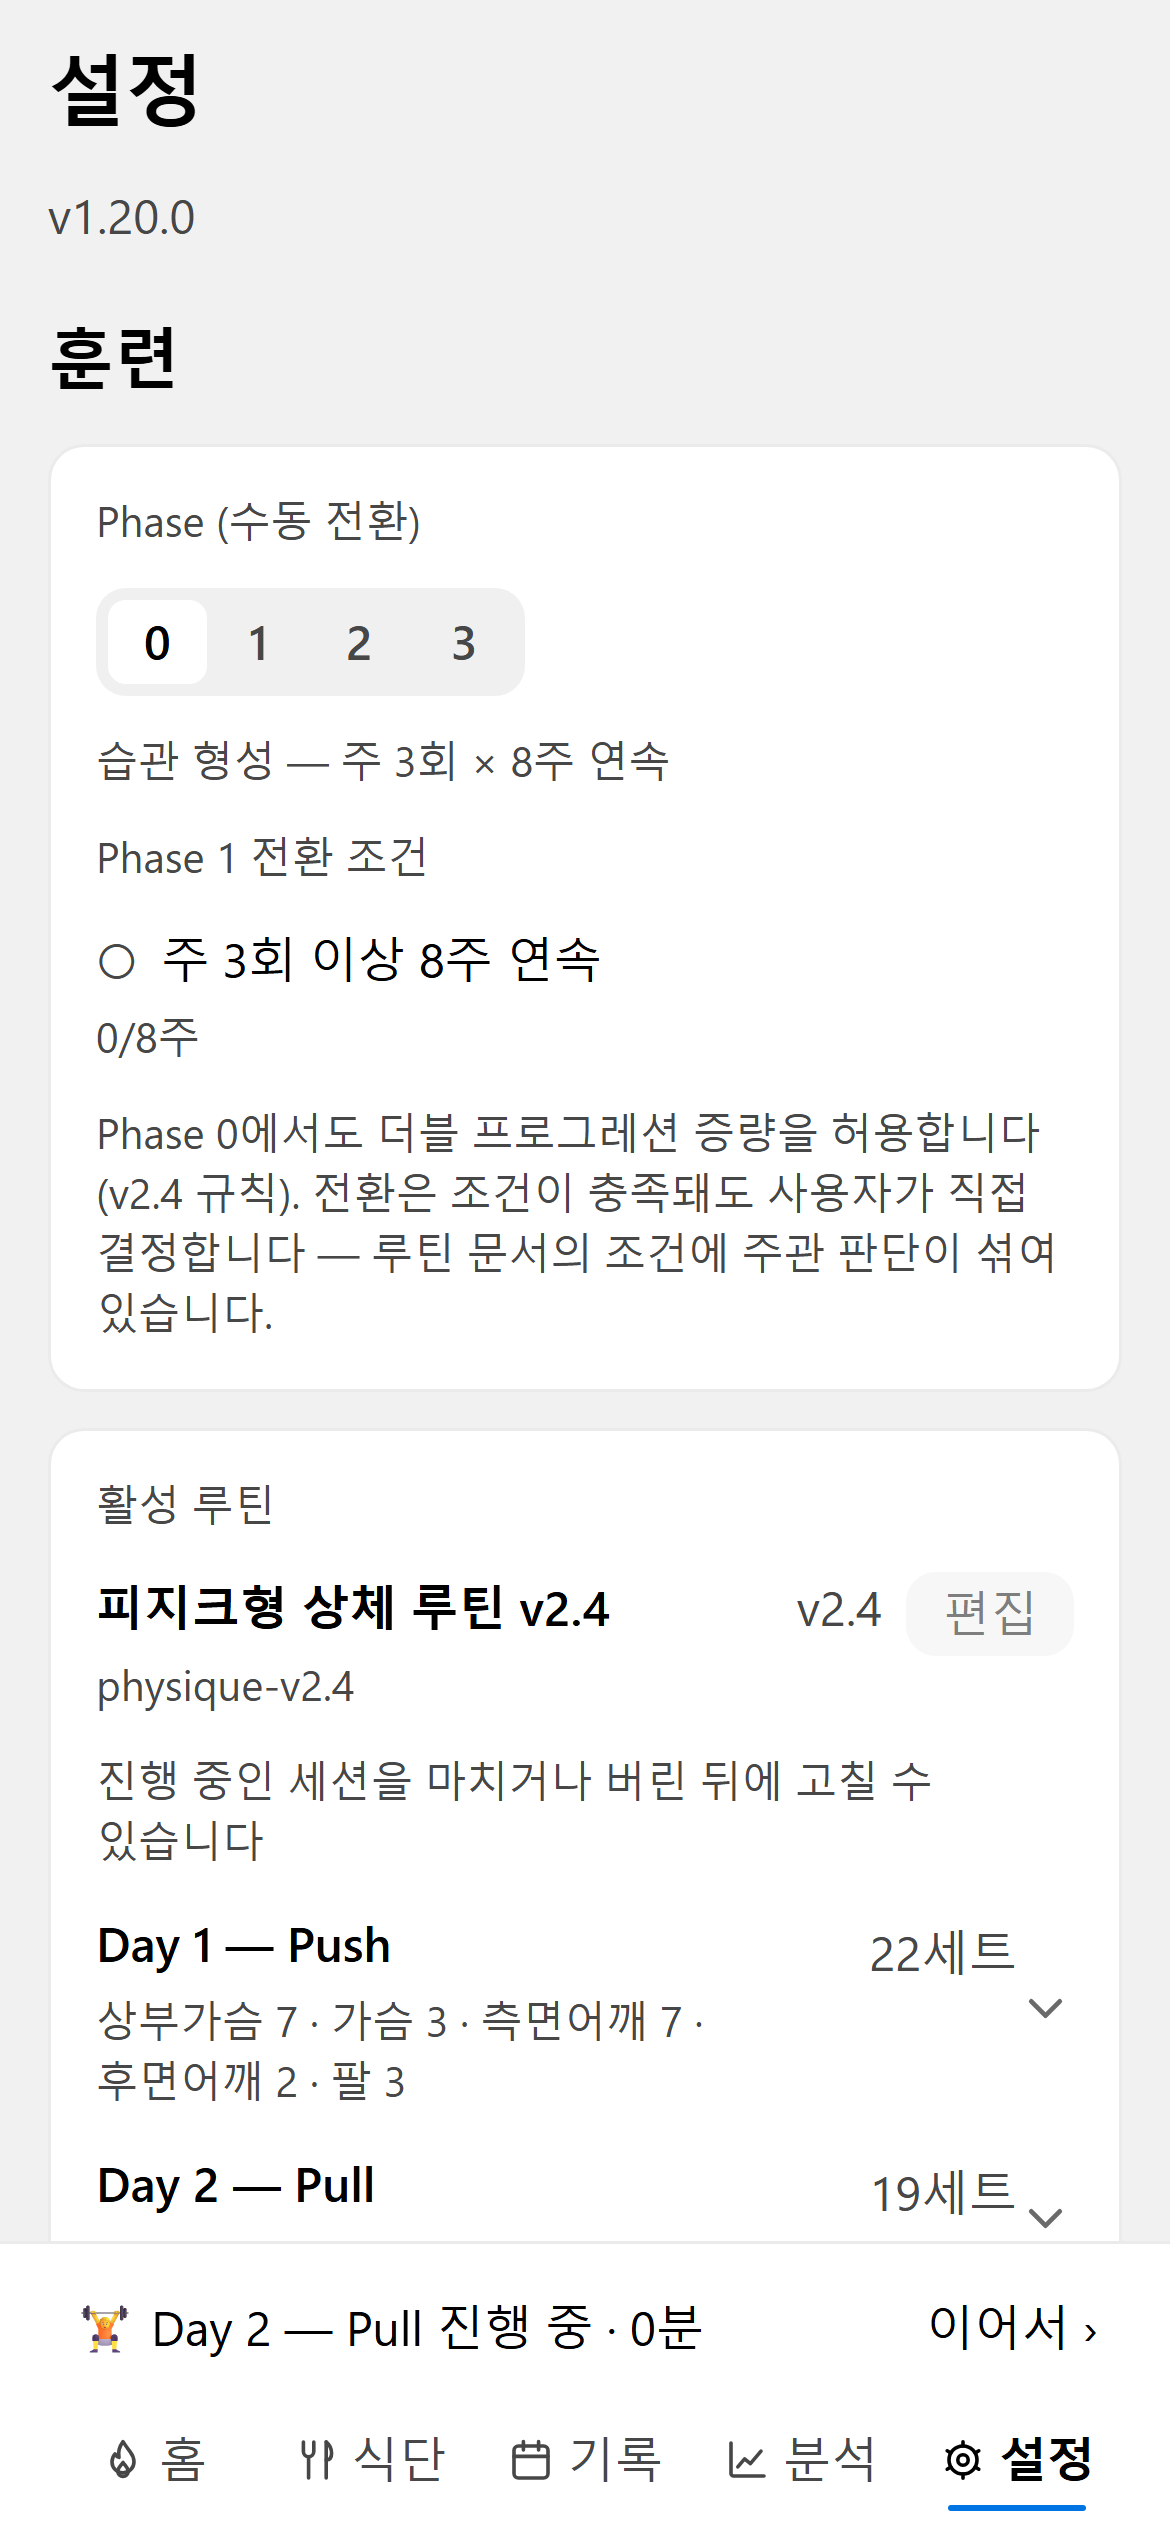 설정
v1.20.0
훈련
Phase (수동 전환)
0 1 2 3
습관 형성 — 주 3회 × 8주 연속
Phase 1 전환 조건
○ 주 3회 이상 8주 연속
0/8주
Phase 0에서도 더블 프로그레션 증량을 허용합니다
(v2.4 규칙). 전환은 조건이 충족돼도 사용자가 직접
결정합니다 — 루틴 문서의 조건에 주관 판단이 섞여
있습니다.
활성 루틴
피지크형 상체 루틴 v2.4 v2.4 편집
physique-v2.4
진행 중인 세션을 마치거나 버린 뒤에 고칠 수
있습니다
Day 1 — Push 22세트
상부가슴 7 · 가슴 3 · 측면어깨 7 ·
후면어깨 2 · 팔 3
Day 2 — Pull 19세트
🏋️ Day 2 — Pull 진행 중 · 0분 이어서 ›
홈 식단 기록 분석 설정